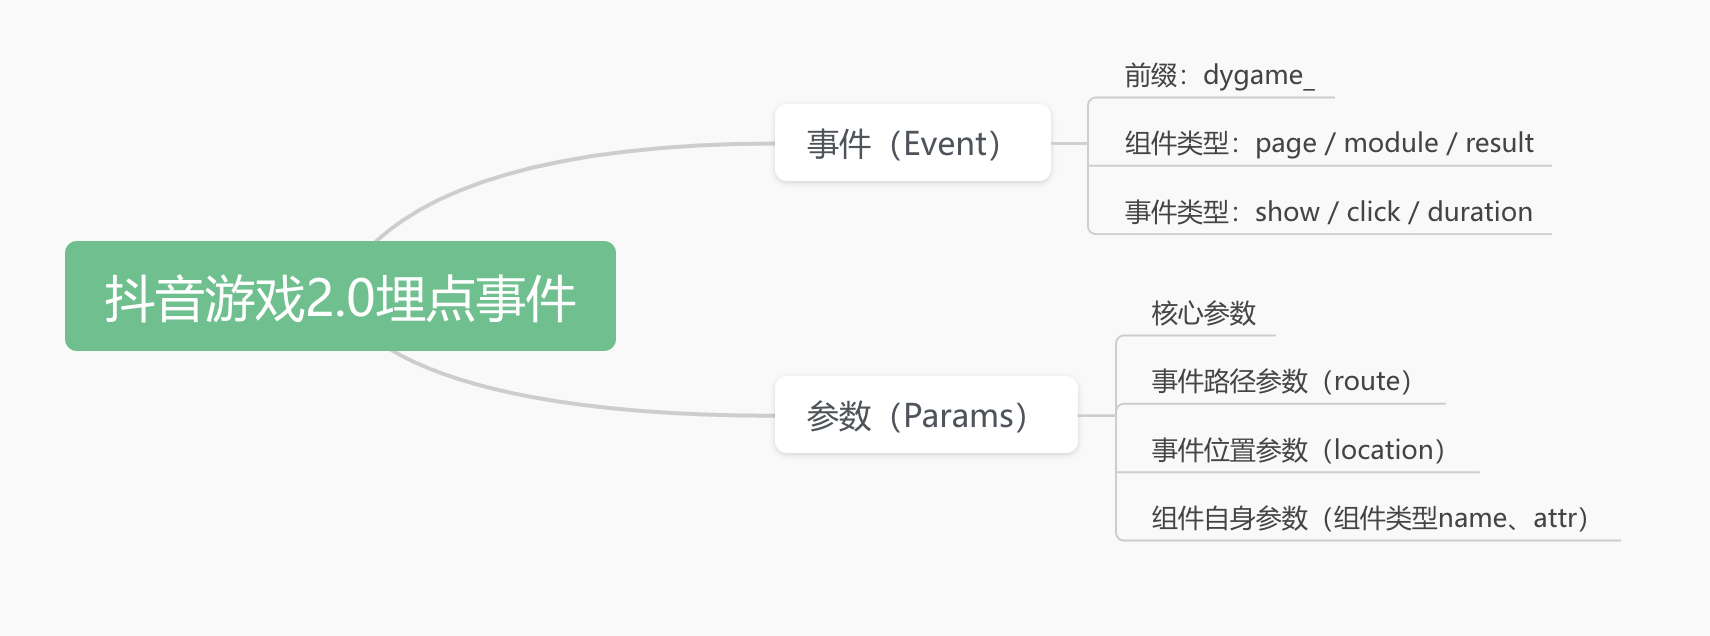 抖音游戏2.0埋点事件
事件（Event）
前缀：dygame_
组件类型：page / module / result
事件类型：show / click / duration
参数（Params）
核心参数
事件路径参数（route）
事件位置参数（location）
组件自身参数（组件类型name、attr）